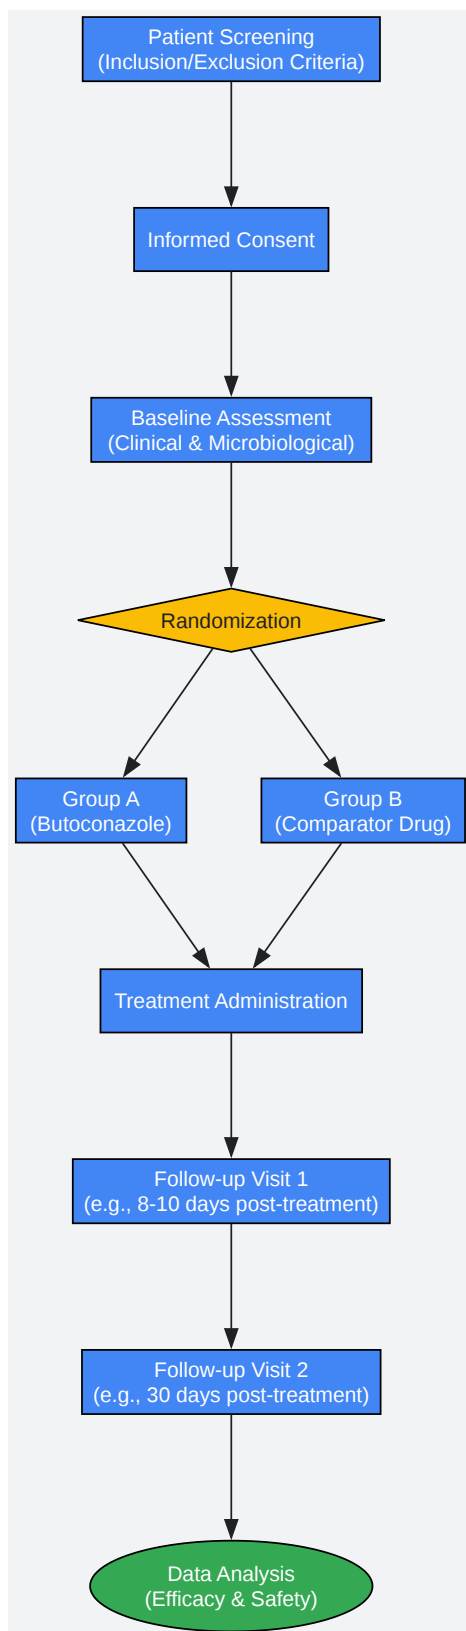 Patient Screening
(Inclusion/Exclusion Criteria)
Informed Consent
Baseline Assessment
(Clinical & Microbiological)
Randomization
Group A
(Butoconazole)
Group B
(Comparator Drug)
Treatment Administration
Follow-up Visit 1
(e.g., 8-10 days post-treatment)
Follow-up Visit 2
(e.g., 30 days post-treatment)
Data Analysis
(Efficacy & Safety)